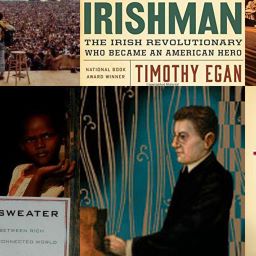 IRISHMAN
THE IRISH REVOLUTIONARY
WHO BECAME AN AMERICAN HERO
NATIONAL BOOK
AWARD WINNER
TIMOTHY EGAN
SWEATER
BETWEEN RICH
CONNECTED WORLD